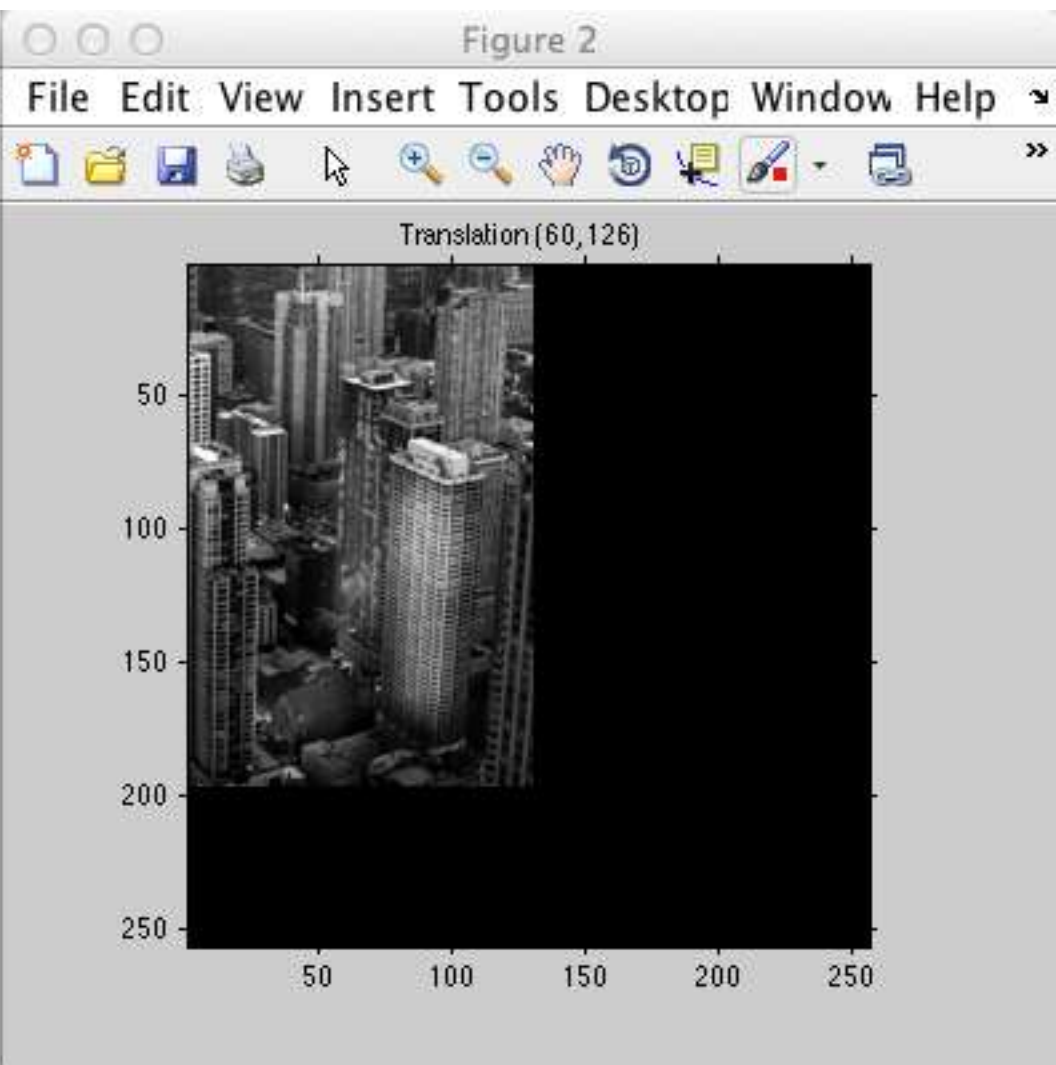 Figure 2
File Edit View Insert Tools Desktop Window Help
Translation (60,126)
50
100
150
200
250
50 100 150 200 250